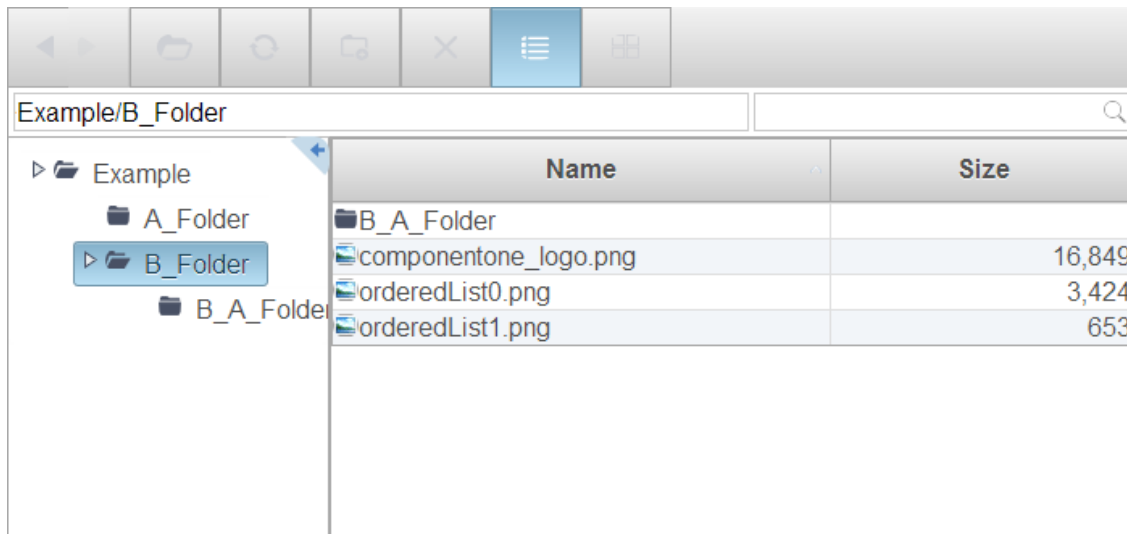 Example/B_Folder
Example
A_Folder
B_Folder
B_A_Folder
Name Size
B_A_Folder
componentone_logo.png 16,849
orderedList0.png 3,424
orderedList1.png 653